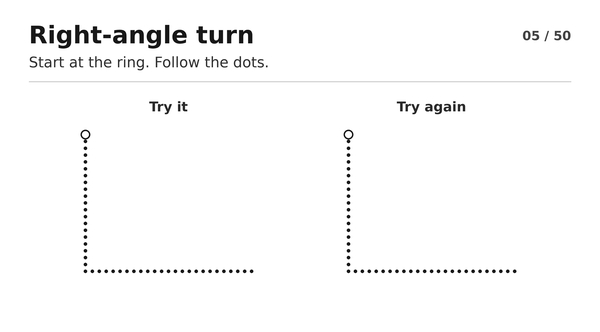 Right-angle turn
05 / 50
Start at the ring. Follow the dots.
Try it
Try again